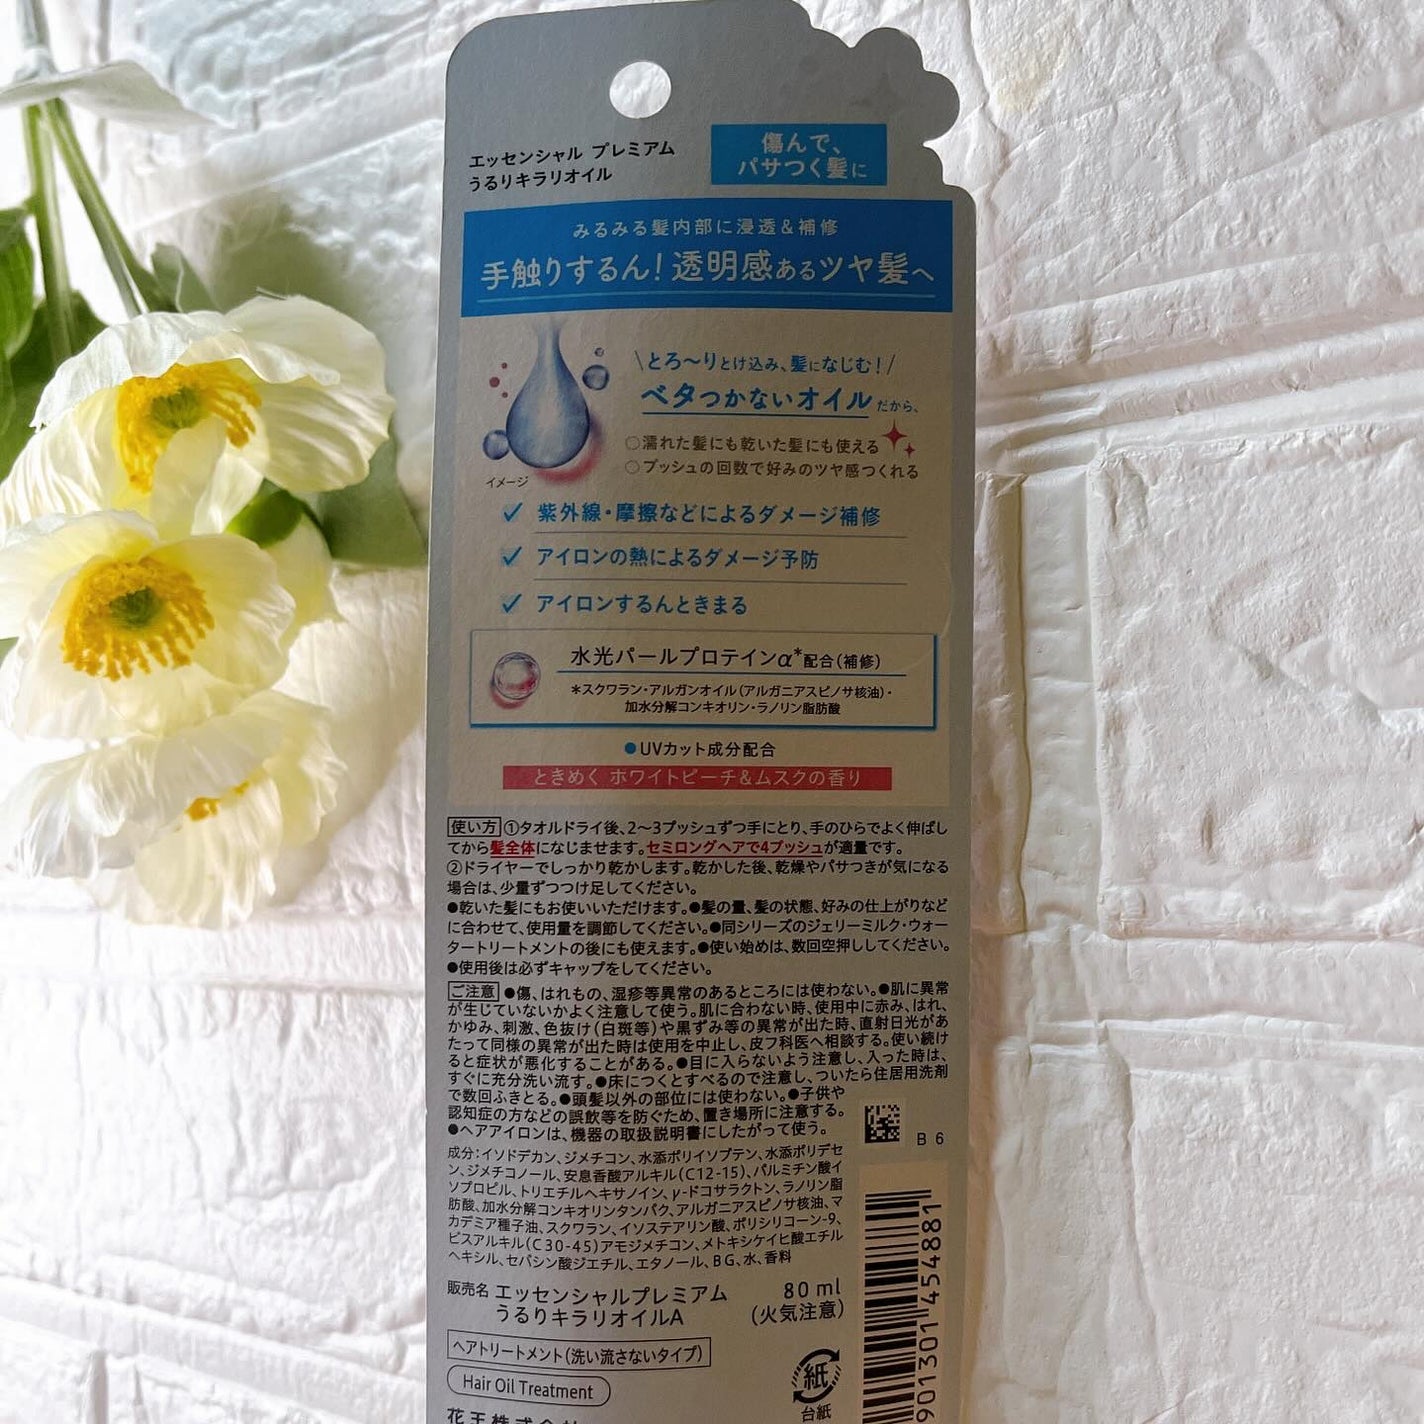 エッセンシャル プレミアム
うるりキラリオイル
傷んで、
パサつく髪に
みるみる髪内部に浸透&補修
手触りするん!透明感あるツヤ髪へ
\とろ〜りとけ込み、髪になじむ!/
ベタつかないオイルだから、
○濡れた髪にも乾いた髪にも使える
○プッシュの回数で好みのツヤ感つくれる
イメージ
✓ 紫外線・摩擦などによるダメージ補修
✓ アイロンの熱によるダメージ予防
✓ アイロンするんときまる
水光パールプロテインα*配合(補修)
*スクワラン・アルガンオイル(アルガニアスピノサ核油)・
加水分解コンキオリン・ラノリン脂肪酸
●UVカット成分配合
ときめく ホワイトピーチ&ムスクの香り
使い方 ①タオルドライ後、2〜3プッシュずつ手にとり、手のひらでよく伸ばし
てから髪全体になじませます。セミロングヘアで4プッシュが適量です。
②ドライヤーでしっかり乾かします。乾かした後、乾燥やパサつきが気になる
場合は、少量ずつつけ足してください。
●乾いた髪にもお使いいただけます。●髪の量、髪の状態、好みの仕上がりなど
に合わせて、使用量を調節してください。●同シリーズのジェリーミルク・ウォー
タートリートメントの後にも使えます。●使い始めは、数回空押ししてください。
●使用後は必ずキャップをしてください。
ご注意 ●傷、はれもの、湿疹等異常のあるところには使わない。●肌に異常
が生じていないかよく注意して使う。肌に合わない時、使用中に赤み、はれ、
かゆみ、刺激、色抜け(白斑等)や黒ずみ等の異常が出た時、直射日光があ
たって同様の異常が出た時は使用を中止し、皮フ科医へ相談する。使い続け
ると症状が悪化することがある。●目に入らないよう注意し、入った時は、
すぐに充分洗い流す。●床につくとすべるので注意し、ついたら住居用洗剤
で数回ふきとる。●頭髪以外の部位には使わない。●子供や
認知症の方などの誤飲等を防ぐため、置き場所に注意する。
●ヘアアイロンは、機器の取扱説明書にしたがって使う。
B6
成分:イソドデカン、ジメチコン、水添ポリイソブテン、水添ポリデセ
ン、ジメチコノール、安息香酸アルキル(C12-15)、パルミチン酸イ
ソプロピル、トリエチルヘキサノイン、γ-ドコサラクトン、ラノリン脂
肪酸、加水分解コンキオリンタンパク、アルガニアスピノサ核油、マ
カデミア種子油、スクワラン、イソステアリン酸、ポリシリコーン-9、
ビスアルキル(C30-45)アモジメチコン、メトキシケイヒ酸エチル
ヘキシル、セバシン酸ジエチル、エタノール、BG、水、香料
販売名 エッセンシャルプレミアム
うるりキラリオイルA
80 ml
(火気注意)
ヘアトリートメント(洗い流さないタイプ)
Hair Oil Treatment
紙
台紙
花王株式会社
901301 454881